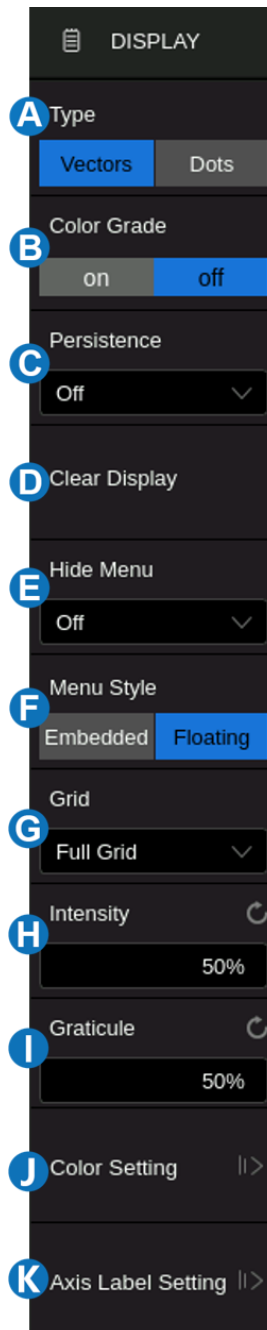 DISPLAY
A Type
Vectors Dots
B Color Grade
on off
C Persistence
Off
D Clear Display
E Hide Menu
Off
F Menu Style
Embedded Floating
G Grid
Full Grid
H Intensity
50%
I Graticule
50%
J Color Setting
K Axis Label Setting